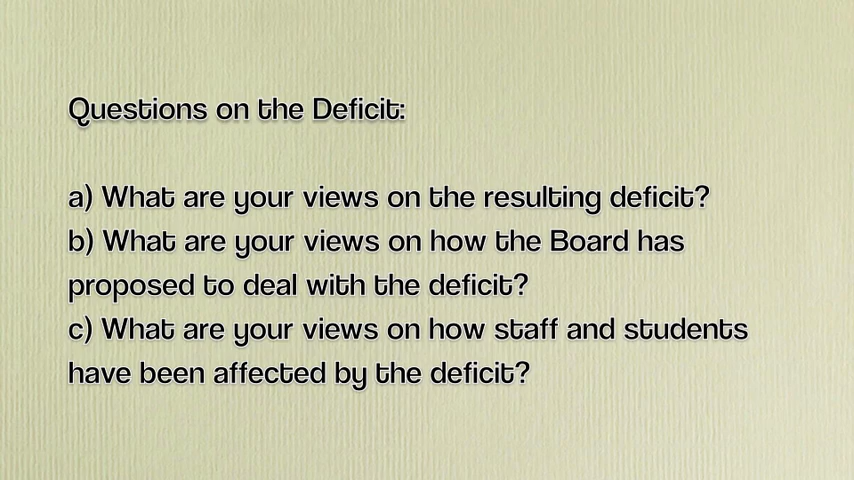 Questions on the Deficit:
a) What are your views on the resulting deficit?
b) What are your views on how the Board has
proposed to deal with the deficit?
c) What are your views on how staff and students
have been affected by the deficit?